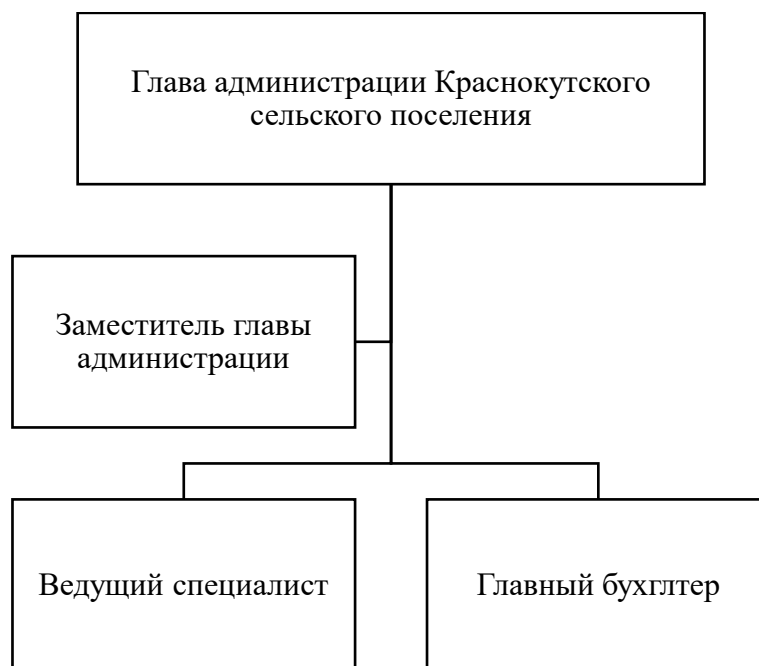 Глава администрации Краснокутского
сельского поселения
Заместитель главы
администрации
Ведущий специалист
Главный бухглтер